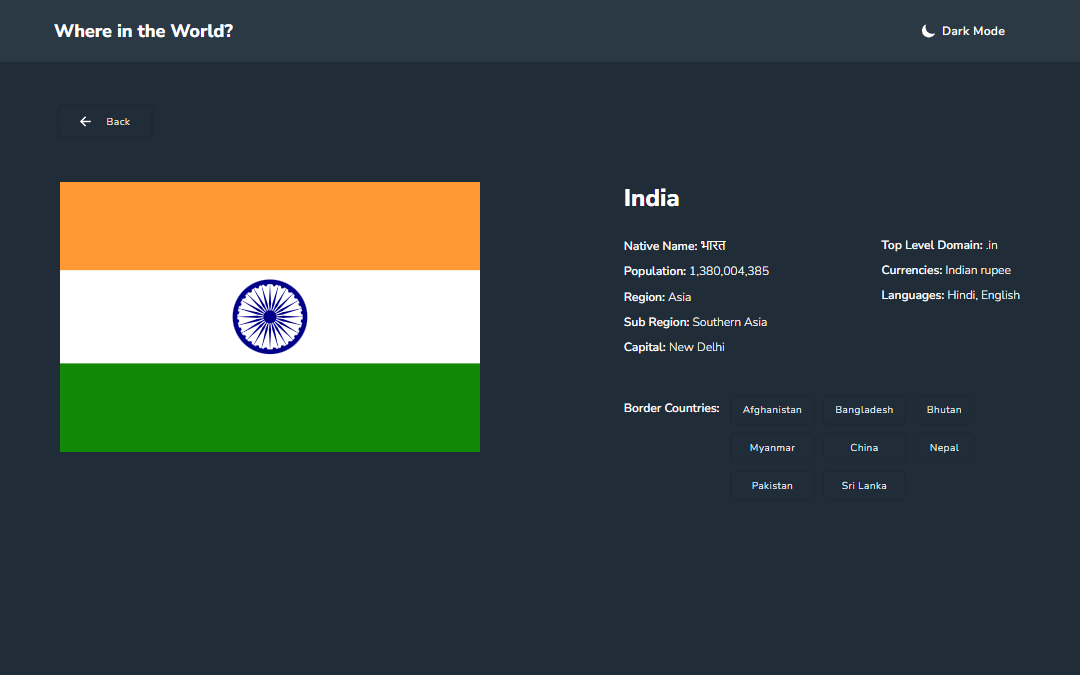 Where in the World?
Dark Mode
Back
India
Native Name: भारत
Population: 1,380,004,385
Region: Asia
Sub Region: Southern Asia
Capital: New Delhi
Top Level Domain: .in
Currencies: Indian rupee
Languages: Hindi, English
Border Countries:
Afghanistan Bangladesh Bhutan
Myanmar China Nepal
Pakistan Sri Lanka